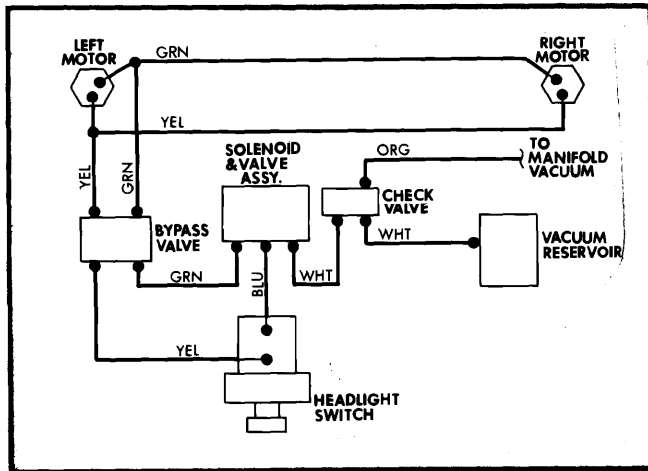 LEFT
MOTOR
GRN
RIGHT
MOTOR
YEL
SOLENOID
& VALVE
ASSY.
ORG
TO
MANIFOLD
VACUUM
YEL
GRN
CHECK
VALVE
BYPASS
VALVE
WHT
VACUUM
RESERVOIR
GRN
BLU
WHT
YEL
HEADLIGHT
SWITCH